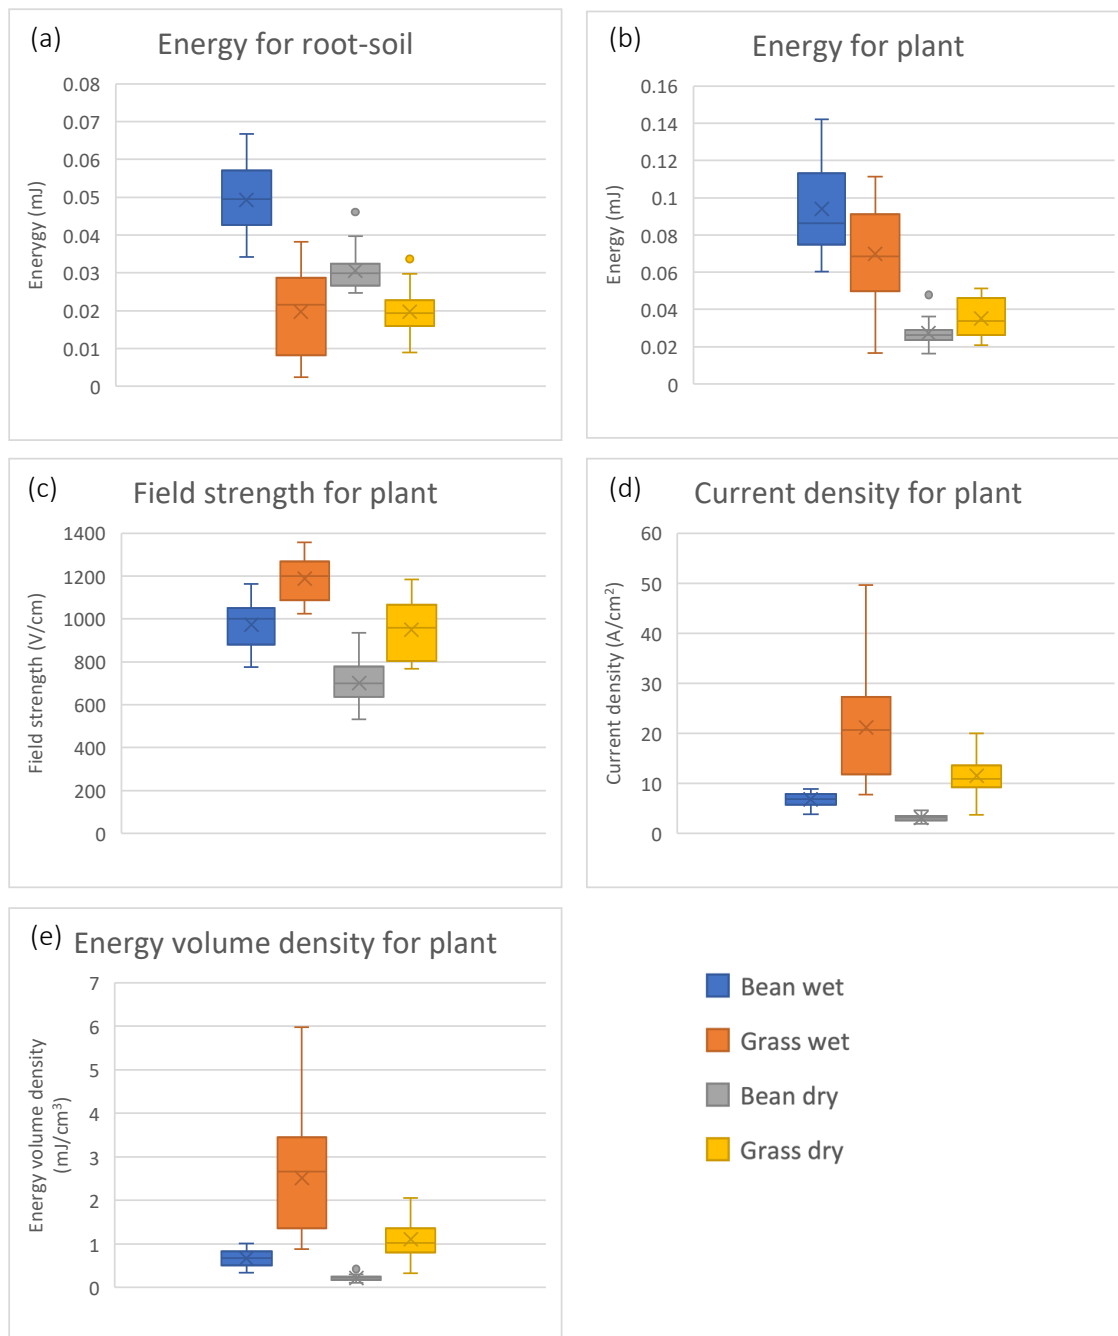 (a)
Energy for root-soil
Enerygy (mJ)
0.08
0.07
0.06
0.05
0.04
0.03
0.02
0.01
0
(b)
Energy for plant
Energy (mJ)
0.16
0.14
0.12
0.1
0.08
0.06
0.04
0.02
0
(c)
Field strength for plant
Field strength (V/cm)
1400
1200
1000
800
600
400
200
0
(d)
Current density for plant
Current density (A/cm²)
60
50
40
30
20
10
0
(e)
Energy volume density for plant
Energy volume density
(mJ/cm³)
7
6
5
4
3
2
1
0
Bean wet
Grass wet
Bean dry
Grass dry